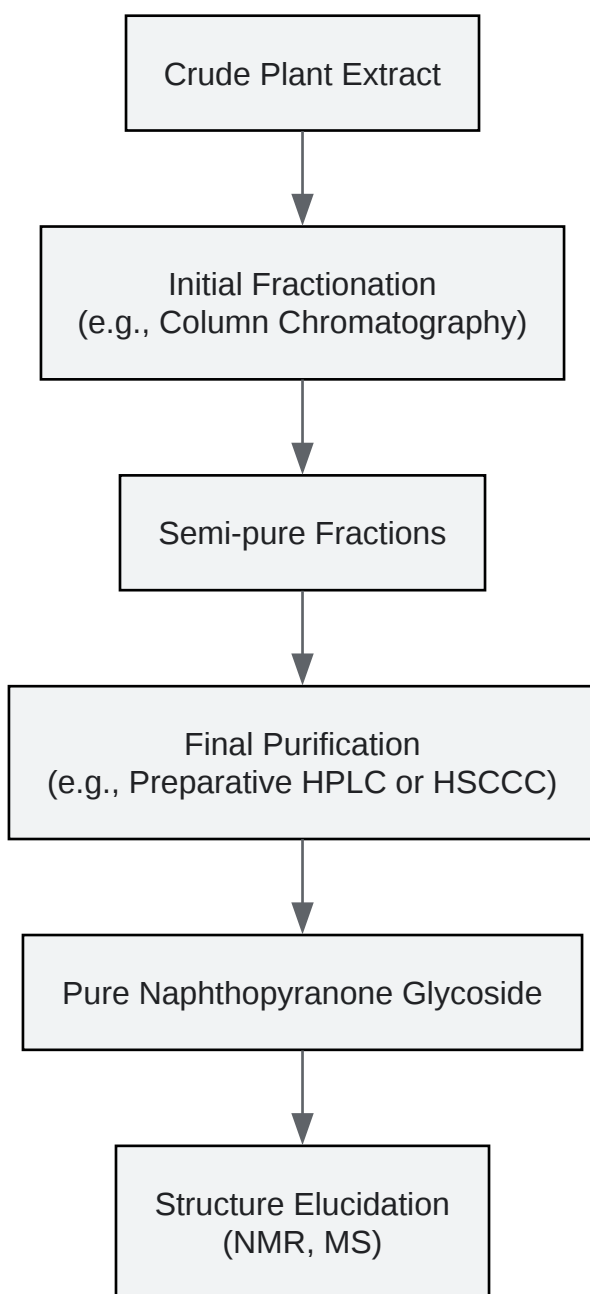 Crude Plant Extract
Initial Fractionation
(e.g., Column Chromatography)
Semi-pure Fractions
Final Purification
(e.g., Preparative HPLC or HSCCC)
Pure Naphthopyranone Glycoside
Structure Elucidation
(NMR, MS)